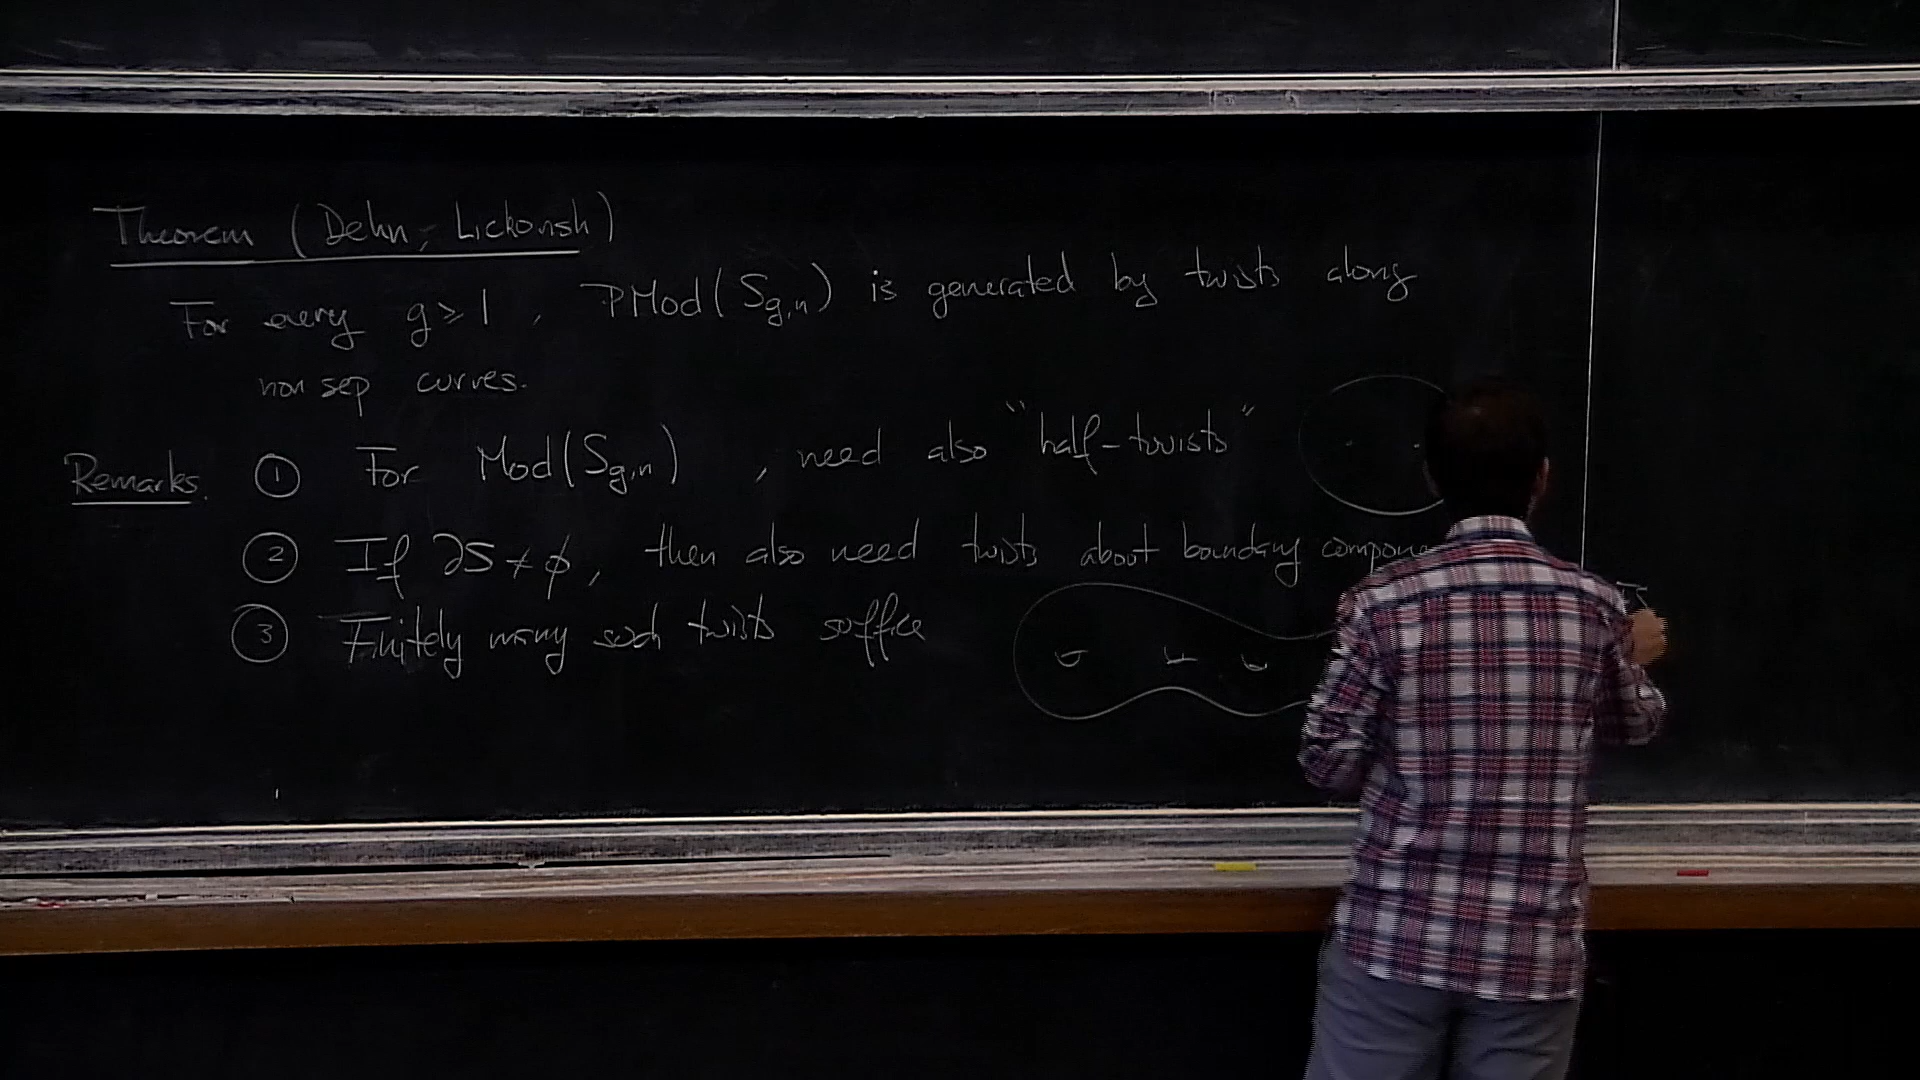 Theorem (Dehn, Lickorish)
For every g ≥ 1, PMod(S_{g,n}) is generated by twists along
non sep curves.
Remarks. ① For Mod(S_{g,n}), need also "half-twists"
② If ∂S ≠ ∅, then also need twists about boundary compone
③ Finitely many such twists suffice